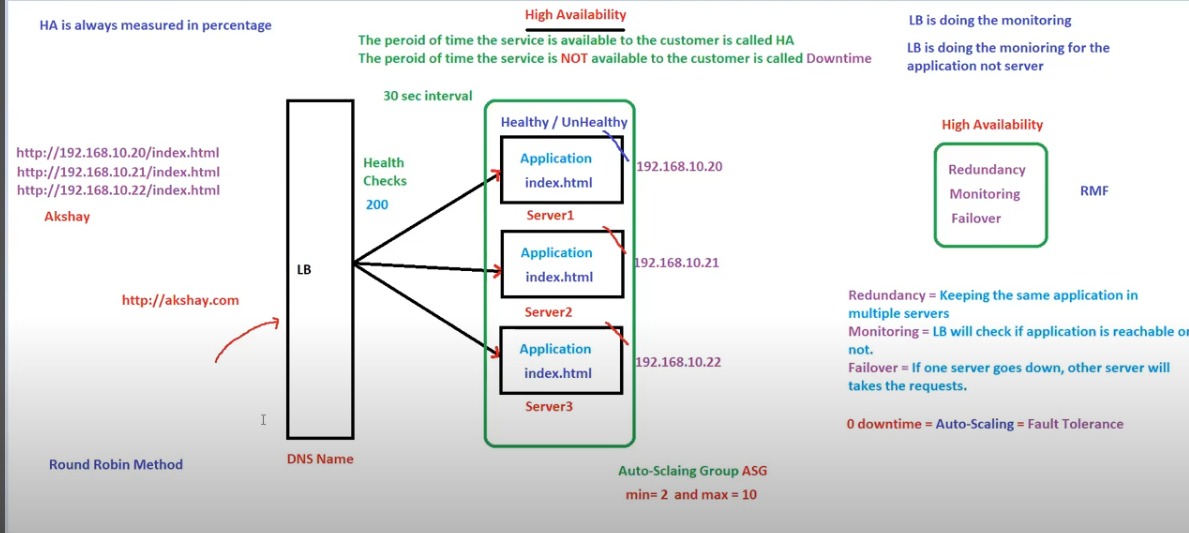 High Availability
HA is always measured in percentage
The peroid of time the service is available to the customer is called HA
The peroid of time the service is NOT available to the customer is called Downtime
LB is doing the monitoring
LB is doing the monioring for the
application not server
30 sec interval
Healthy / UnHealthy
http://192.168.10.20/index.html
http://192.168.10.21/index.html
http://192.168.10.22/index.html
Akshay
http://akshay.com
Health
Checks
200
LB
DNS Name
Round Robin Method
Application
index.html
192.168.10.20
Server1
Application
index.html
192.168.10.21
Server2
Application
index.html
192.168.10.22
Server3
Auto-Sclaing Group ASG
min= 2 and max = 10
High Availability
Redundancy
Monitoring
Failover
RMF
Redundancy = Keeping the same application in
multiple servers
Monitoring = LB will check if application is reachable or
not.
Failover = If one server goes down, other server will
takes the requests.
0 downtime = Auto-Scaling = Fault Tolerance